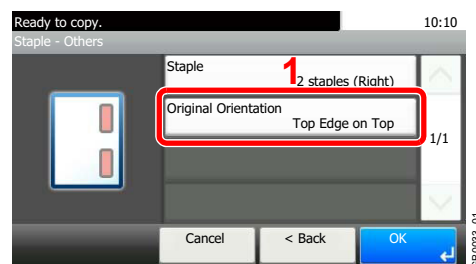 Ready to copy.
10:10
Staple - Others
Staple
1
2 staples (Right)
Original Orientation
Top Edge on Top
1/1
Cancel
< Back
OK